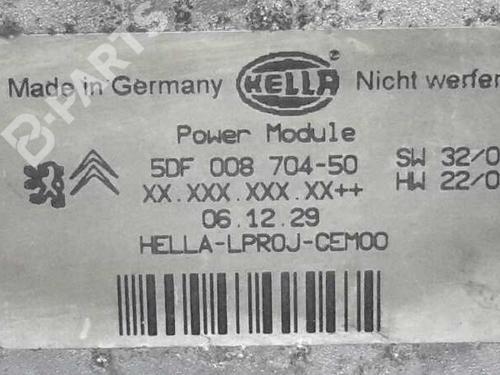 Made in Germany HELLA Nicht werfen
Power Module
5DF 008 704-50 SW 32/0
XX.XXX.XXX.XX++ HW 22/0
06.12.29
HELLA-LPROJ-CEM00
B-PARTS